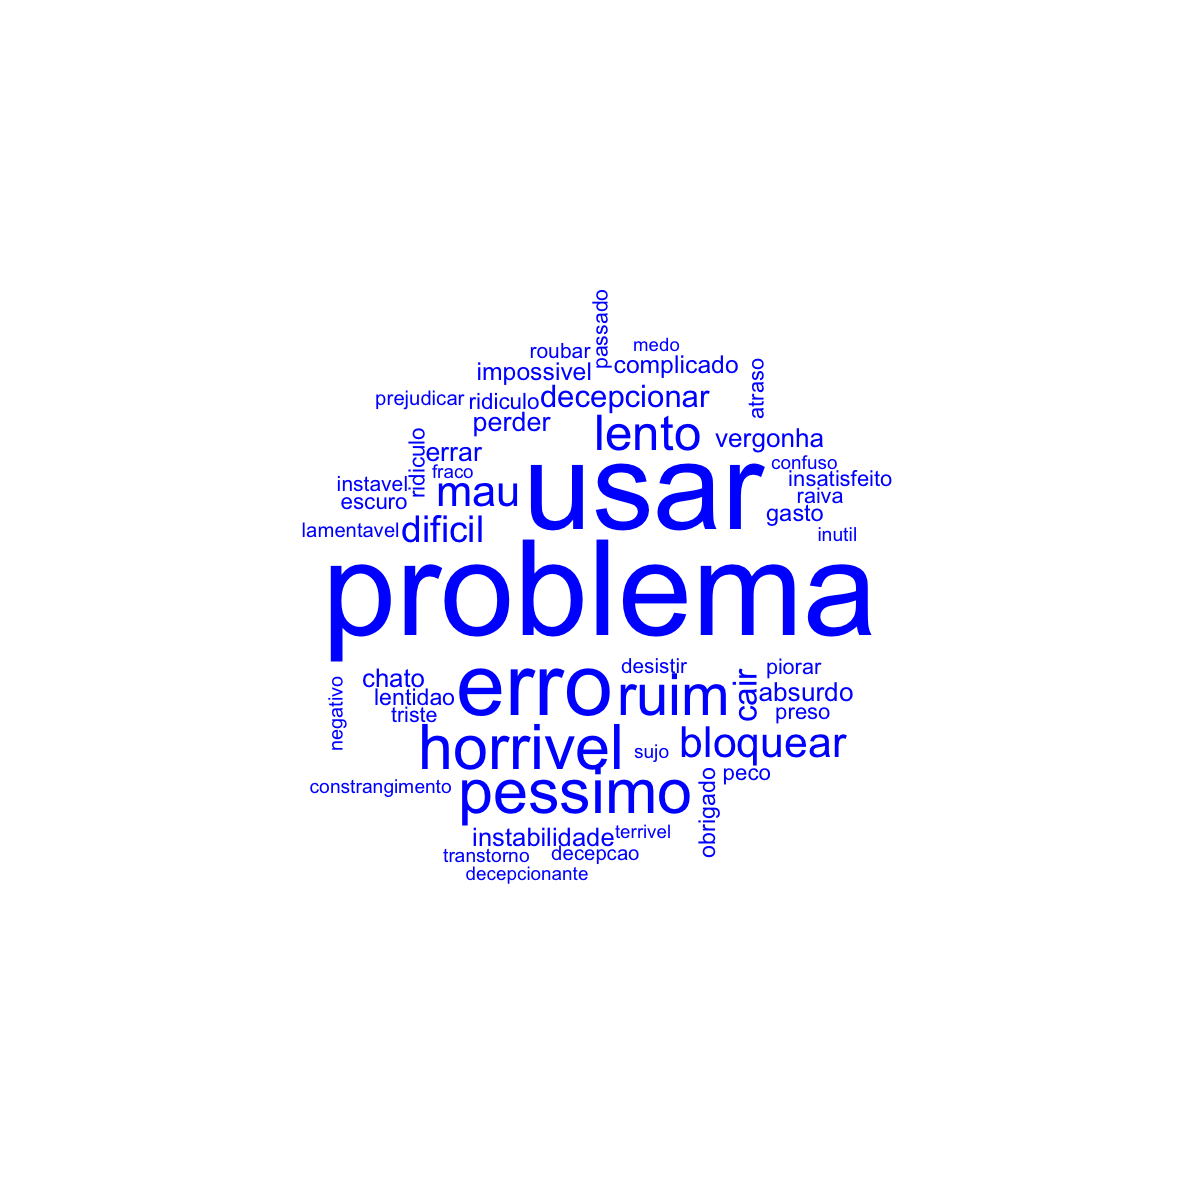 passado
medo
roubar
complicado
impossivel
atraso
prejudicar
ridiculo
decepcionar
perder
lento
vergonha
ridiculo
errar
usar
confuso
fraco
insatisfeito
instavel
mau
raiva
escuro
gasto
lamentavel
dificil
inutil
problema
desistir
piorar
chato
erro
ruim
cair
absurdo
lentidao
triste
preso
negativo
horrivel
sujo
bloquear
peco
constrangimento
pessimo
obrigado
instabilidade
terrivel
transtorno
decepcao
decepcionante